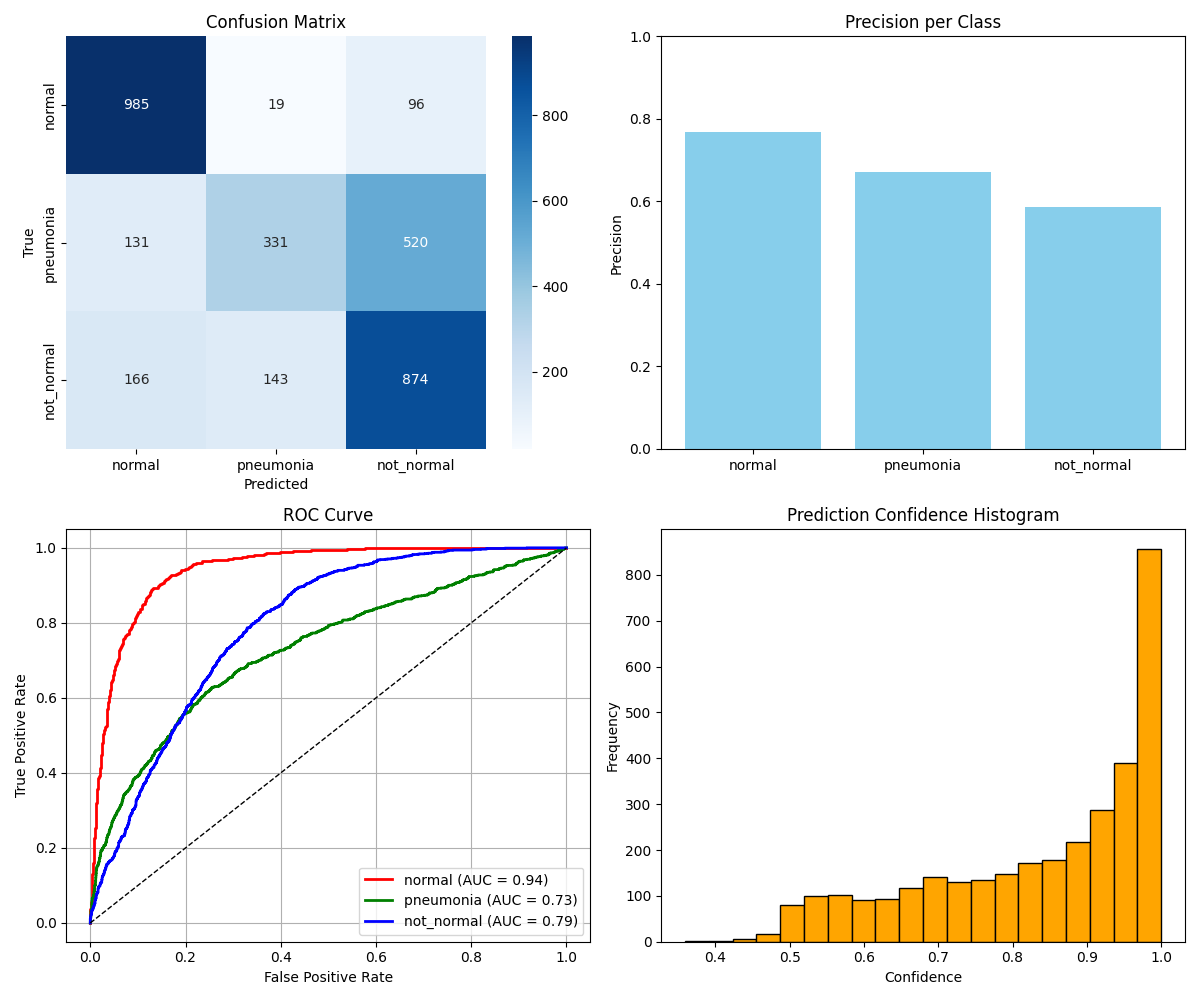 Confusion Matrix
normal
985
19
96
pneumonia
131
331
520
not_normal
166
143
874
True
normal
pneumonia
not_normal
Predicted
800
600
400
200
Precision per Class
1.0
0.8
0.6
0.4
0.2
0.0
Precision
normal
pneumonia
not_normal
ROC Curve
1.0
0.8
0.6
0.4
0.2
0.0
True Positive Rate
normal (AUC = 0.94)
pneumonia (AUC = 0.73)
not_normal (AUC = 0.79)
0.0
0.2
0.4
0.6
0.8
1.0
False Positive Rate
Prediction Confidence Histogram
800
700
600
500
400
300
200
100
0
Frequency
0.4
0.5
0.6
0.7
0.8
0.9
1.0
Confidence